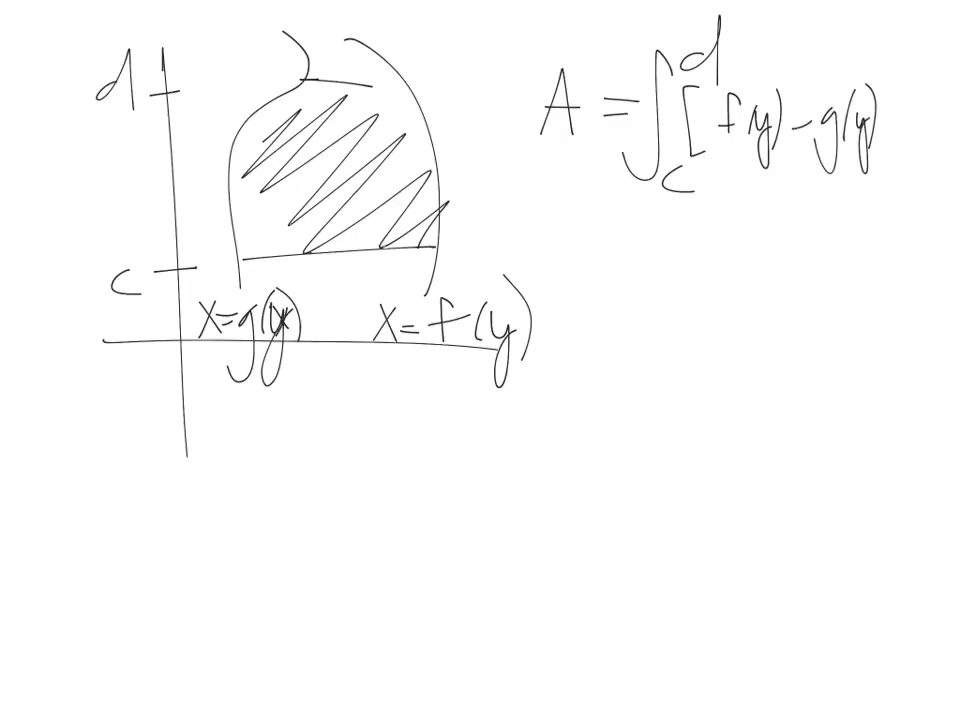 d
A = ∫_c^d [f(y) - g(y)
c
x=g(y) x=f(y)